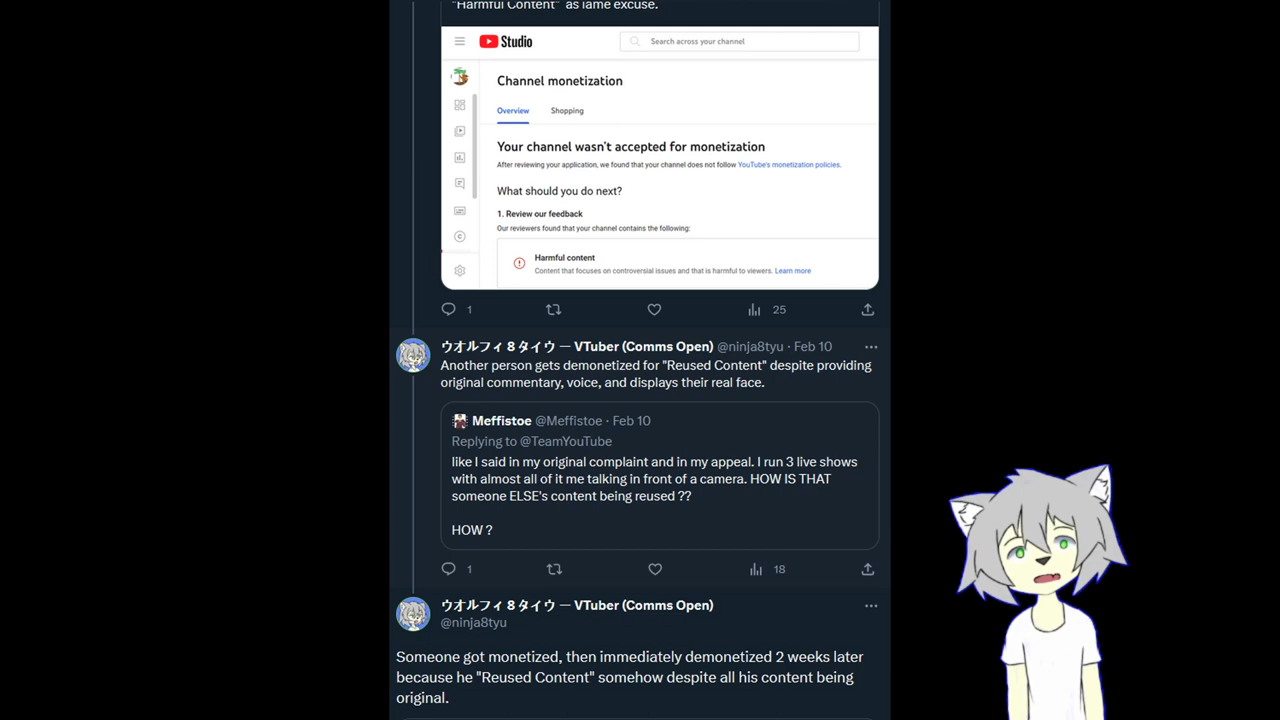 "Harmful Content" as lame excuse.
Studio
Search across your channel
Channel monetization
Overview Shopping
Your channel wasn't accepted for monetization
After reviewing your application, we found that your channel does not follow YouTube's monetization policies.
What should you do next?
1. Review our feedback
Our reviewers found that your channel contains the following:
Harmful content
Content that focuses on controversial issues and that is harmful to viewers. Learn more
1 25
ウオルフィ 8 タイウ — VTuber (Comms Open) @ninja8tyu · Feb 10
Another person gets demonetized for "Reused Content" despite providing
original commentary, voice, and displays their real face.
Meffistoe @Meffistoe · Feb 10
Replying to @TeamYouTube
like I said in my original complaint and in my appeal. I run 3 live shows
with almost all of it me talking in front of a camera. HOW IS THAT
someone ELSE's content being reused ??
HOW ?
1 18
ウオルフィ 8 タイウ — VTuber (Comms Open)
@ninja8tyu
Someone got monetized, then immediately demonetized 2 weeks later
because he "Reused Content" somehow despite all his content being
original.